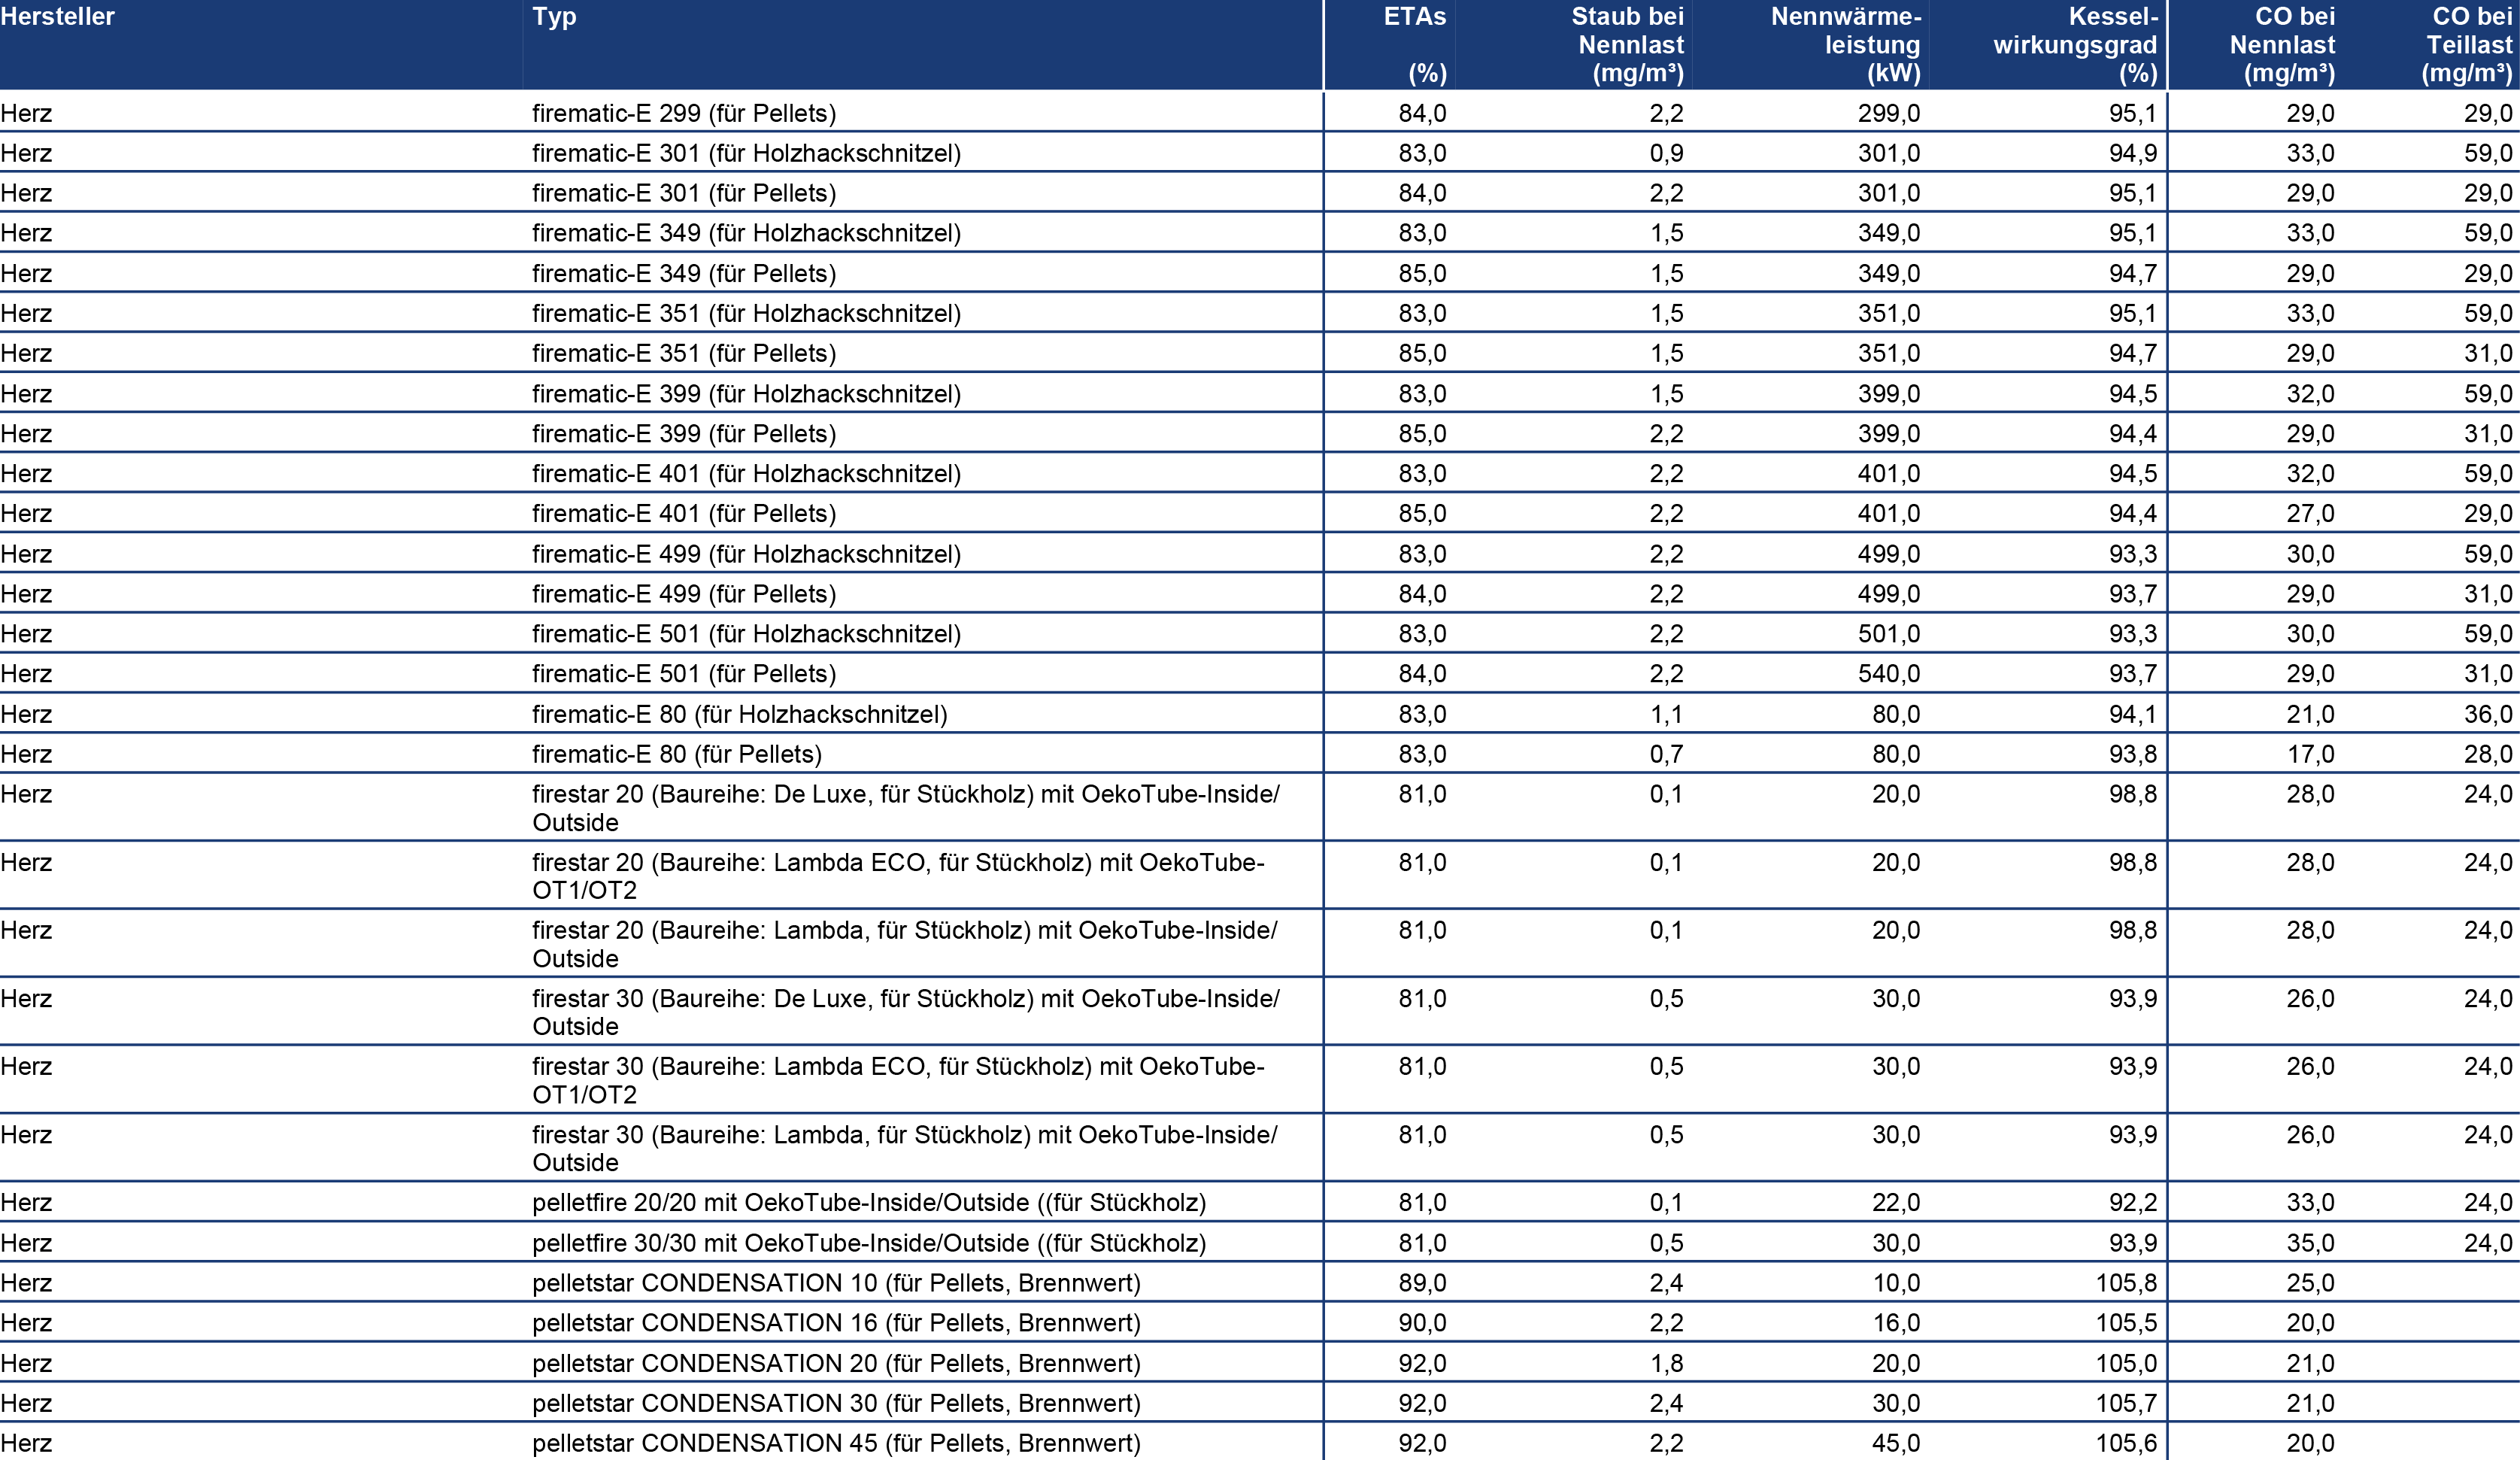 Hersteller Typ ETAs Staub bei Nennwärme- Kessel- CO bei CO bei
Nennlast leistung wirkungsgrad Nennlast Teillast
(%) (mg/m³) (kW) (%) (mg/m³) (mg/m³)
Herz firematic-E 299 (für Pellets) 84,0 2,2 299,0 95,1 29,0 29,0
Herz firematic-E 301 (für Holzhackschnitzel) 83,0 0,9 301,0 94,9 33,0 59,0
Herz firematic-E 301 (für Pellets) 84,0 2,2 301,0 95,1 29,0 29,0
Herz firematic-E 349 (für Holzhackschnitzel) 83,0 1,5 349,0 95,1 33,0 59,0
Herz firematic-E 349 (für Pellets) 85,0 1,5 349,0 94,7 29,0 29,0
Herz firematic-E 351 (für Holzhackschnitzel) 83,0 1,5 351,0 95,1 33,0 59,0
Herz firematic-E 351 (für Pellets) 85,0 1,5 351,0 94,7 29,0 31,0
Herz firematic-E 399 (für Holzhackschnitzel) 83,0 1,5 399,0 94,5 32,0 59,0
Herz firematic-E 399 (für Pellets) 85,0 2,2 399,0 94,4 29,0 31,0
Herz firematic-E 401 (für Holzhackschnitzel) 83,0 2,2 401,0 94,5 32,0 59,0
Herz firematic-E 401 (für Pellets) 85,0 2,2 401,0 94,4 27,0 29,0
Herz firematic-E 499 (für Holzhackschnitzel) 83,0 2,2 499,0 93,3 30,0 59,0
Herz firematic-E 499 (für Pellets) 84,0 2,2 499,0 93,7 29,0 31,0
Herz firematic-E 501 (für Holzhackschnitzel) 83,0 2,2 501,0 93,3 30,0 59,0
Herz firematic-E 501 (für Pellets) 84,0 2,2 540,0 93,7 29,0 31,0
Herz firematic-E 80 (für Holzhackschnitzel) 83,0 1,1 80,0 94,1 21,0 36,0
Herz firematic-E 80 (für Pellets) 83,0 0,7 80,0 93,8 17,0 28,0
Herz firestar 20 (Baureihe: De Luxe, für Stückholz) mit OekoTube-Inside/ 81,0 0,1 20,0 98,8 28,0 24,0
Outside
Herz firestar 20 (Baureihe: Lambda ECO, für Stückholz) mit OekoTube- 81,0 0,1 20,0 98,8 28,0 24,0
OT1/OT2
Herz firestar 20 (Baureihe: Lambda, für Stückholz) mit OekoTube-Inside/ 81,0 0,1 20,0 98,8 28,0 24,0
Outside
Herz firestar 30 (Baureihe: De Luxe, für Stückholz) mit OekoTube-Inside/ 81,0 0,5 30,0 93,9 26,0 24,0
Outside
Herz firestar 30 (Baureihe: Lambda ECO, für Stückholz) mit OekoTube- 81,0 0,5 30,0 93,9 26,0 24,0
OT1/OT2
Herz firestar 30 (Baureihe: Lambda, für Stückholz) mit OekoTube-Inside/ 81,0 0,5 30,0 93,9 26,0 24,0
Outside
Herz pelletfire 20/20 mit OekoTube-Inside/Outside ((für Stückholz) 81,0 0,1 22,0 92,2 33,0 24,0
Herz pelletfire 30/30 mit OekoTube-Inside/Outside ((für Stückholz) 81,0 0,5 30,0 93,9 35,0 24,0
Herz pelletstar CONDENSATION 10 (für Pellets, Brennwert) 89,0 2,4 10,0 105,8 25,0
Herz pelletstar CONDENSATION 16 (für Pellets, Brennwert) 90,0 2,2 16,0 105,5 20,0
Herz pelletstar CONDENSATION 20 (für Pellets, Brennwert) 92,0 1,8 20,0 105,0 21,0
Herz pelletstar CONDENSATION 30 (für Pellets, Brennwert) 92,0 2,4 30,0 105,7 21,0
Herz pelletstar CONDENSATION 45 (für Pellets, Brennwert) 92,0 2,2 45,0 105,6 20,0